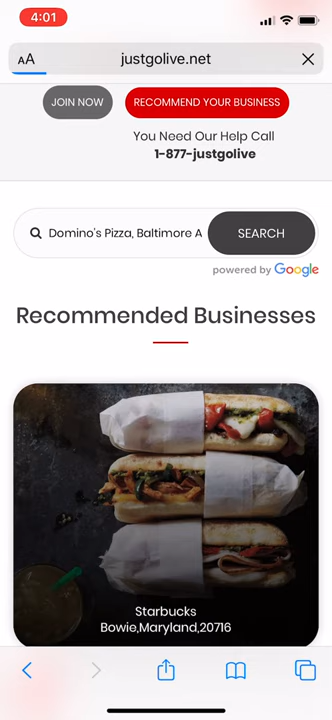 4:01
AA justgolive.net
JOIN NOW RECOMMEND YOUR BUSINESS
You Need Our Help Call
1-877-justgolive
Domino's Pizza, Baltimore A SEARCH
powered by Google
Recommended Businesses
Starbucks
Bowie,Maryland,20716